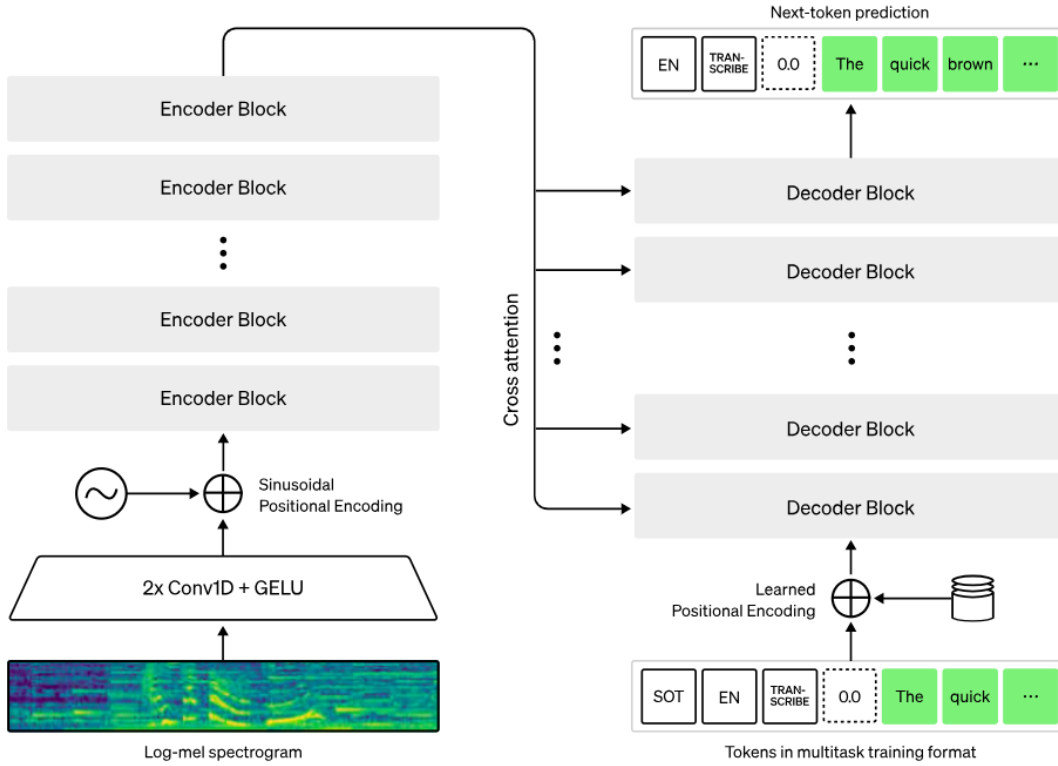 Next-token prediction
EN TRAN-SCRIBE 0.0 The quick brown ...
Encoder Block
Encoder Block
Encoder Block
Encoder Block
Sinusoidal
Positional Encoding
2x Conv1D + GELU
Log-mel spectrogram
Cross attention
Decoder Block
Decoder Block
Decoder Block
Decoder Block
Learned
Positional Encoding
SOT EN TRAN-SCRIBE 0.0 The quick ...
Tokens in multitask training format